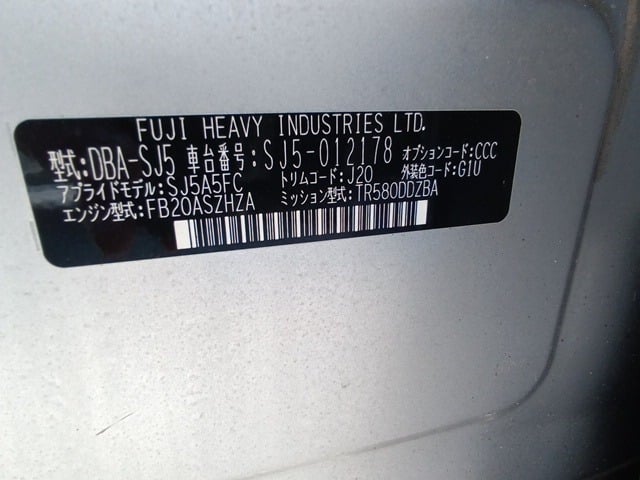 FUJI HEAVY INDUSTRIES LTD.
型式:DBA-SJ5 車台番号:SJ5-012178 オプションコード:CCC
アプライドモデル:SJ5A5FC トリムコード:J20 外装色コード:G1U
エンジン型式:FB20ASZHZA ミッション型式:TR580DDZBA